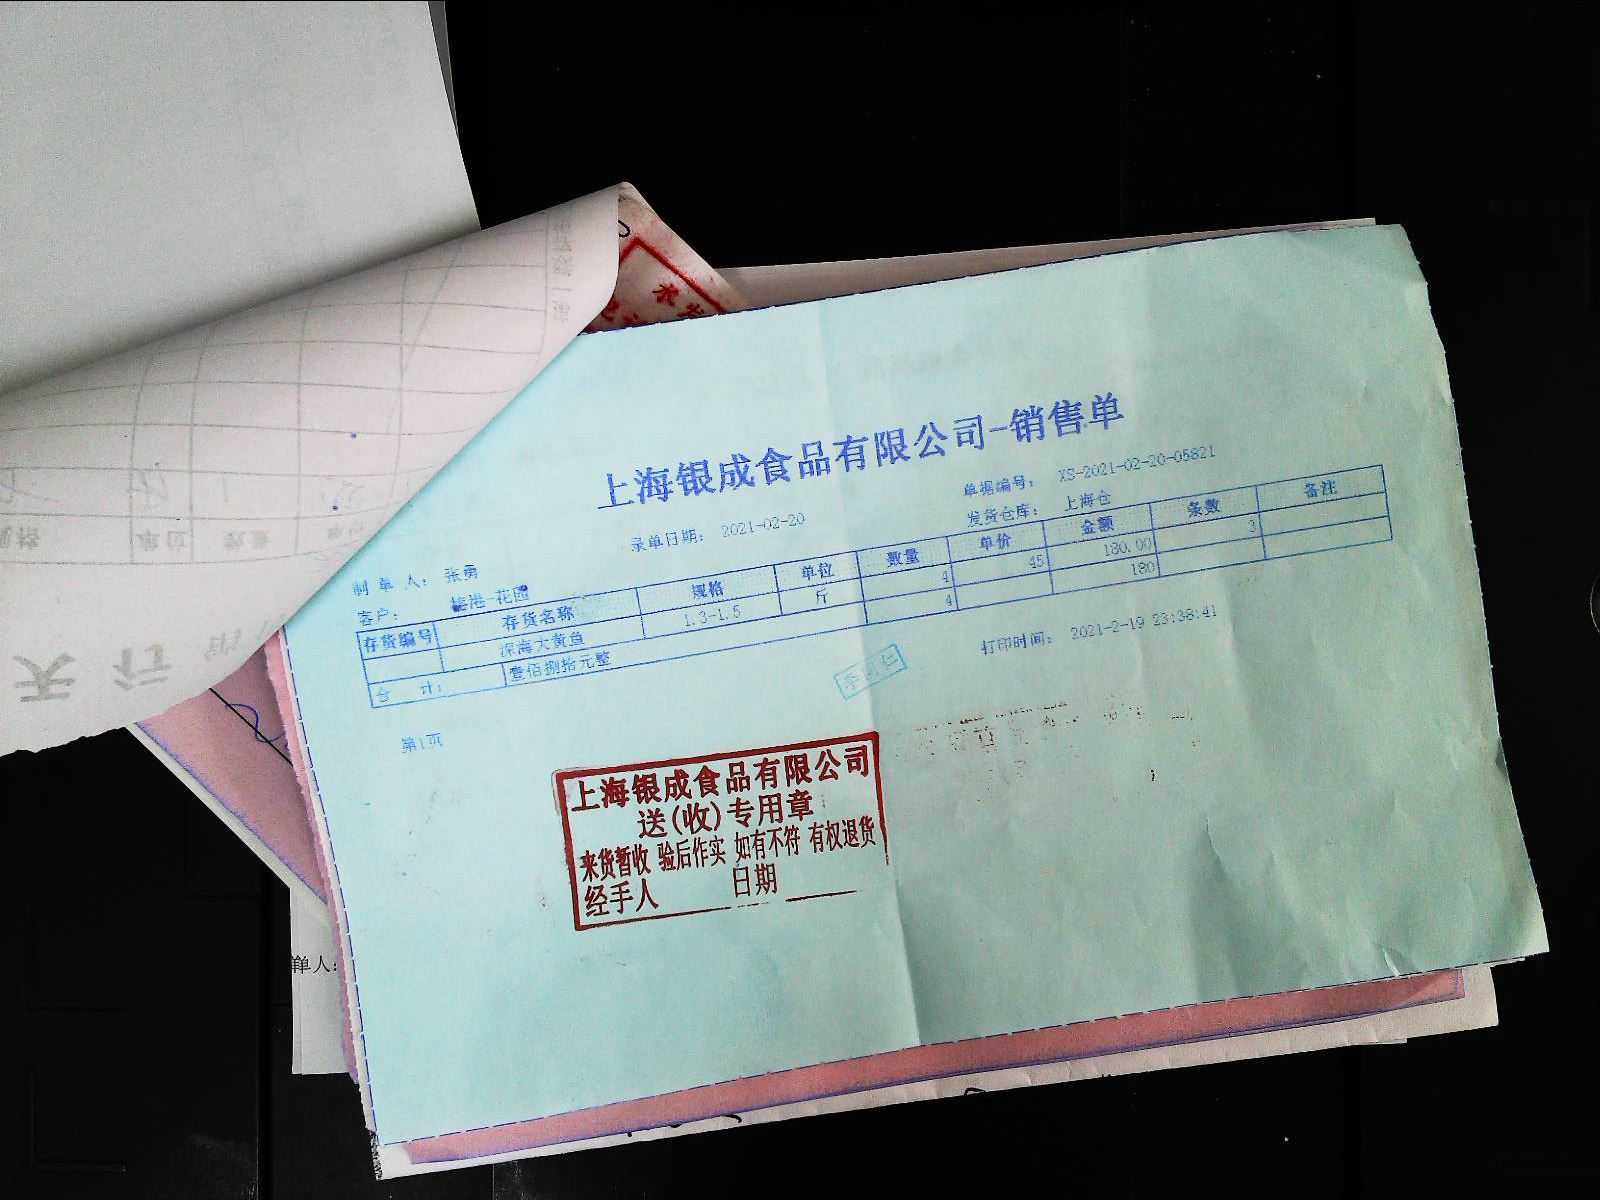 上海银成食品有限公司-销售单
录单日期： 2021-02-20
单据编号： XS-2021-02-20-05821
制 单 人： 张勇
发货仓库： 上海仓
客户：
存货编号 存货名称 规格 单位 数量 单价 金额 条数 备注
深海大黄鱼 1.3-1.5 斤 4 45 180.00 3
合 计： 壹佰捌拾元整 4 180
打印时间： 2021-2-19 23:38:41
第1页
上海银成食品有限公司
送(收)专用章
来货暂收 验后作实 如有不符 有权退货
经手人 日期
单人：